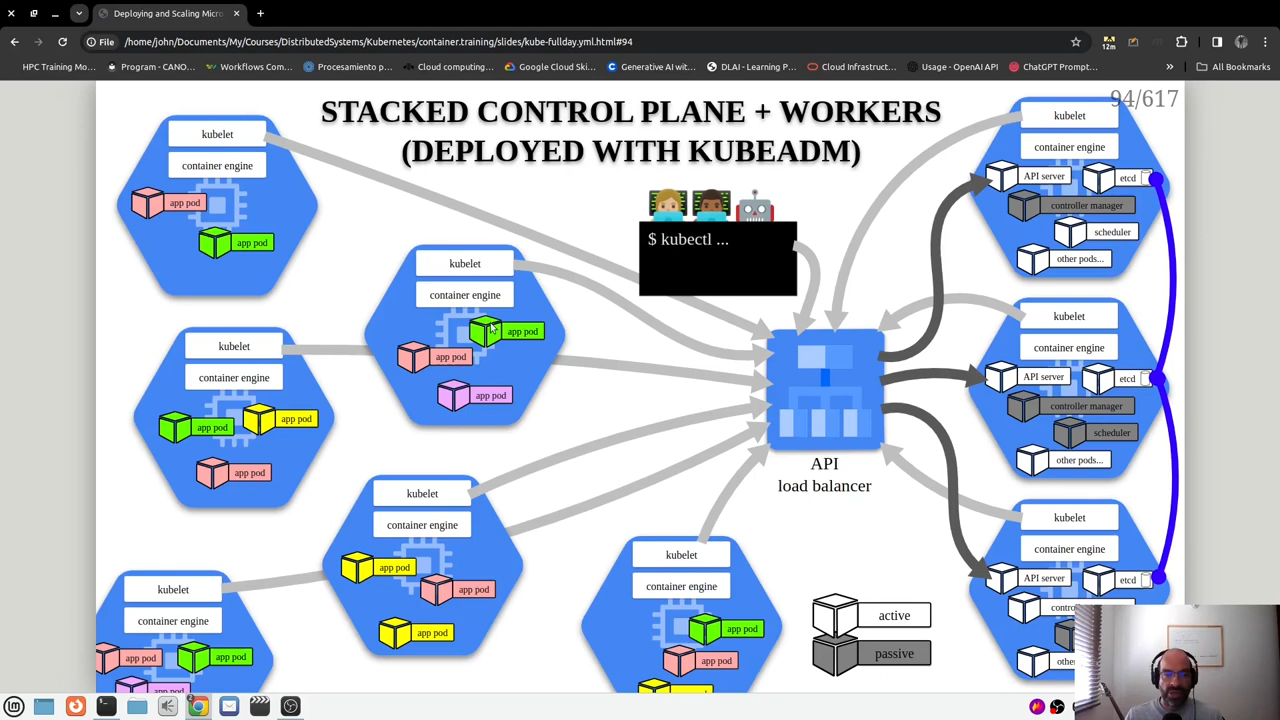 Deploying and Scaling Micro
File
/home/john/Documents/My/Courses/DistributedSystems/Kubernetes/container.training/slides/kube-fullday.yml.html#94
12m
HPC Training Mo...
Program - CANO...
Workflows Com...
Procesamiento p...
Cloud computing...
Google Cloud Ski...
Generative AI wit...
DLAI - Learning P...
Cloud Infrastruct...
Usage - OpenAI API
ChatGPT Prompt...
»
All Bookmarks
94/617
STACKED CONTROL PLANE + WORKERS
(DEPLOYED WITH KUBEADM)
kubelet
container engine
app pod
app pod
kubelet
container engine
app pod
app pod
app pod
kubelet
container engine
app pod
app pod
app pod
kubelet
container engine
app pod
app pod
app pod
kubelet
container engine
app pod
app pod
kubelet
container engine
app pod
app pod
$ kubectl ...
API
load balancer
active
passive
kubelet
container engine
API server
etcd
controller manager
scheduler
other pods...
kubelet
container engine
API server
etcd
controller manager
scheduler
other pods...
kubelet
container engine
API server
etcd